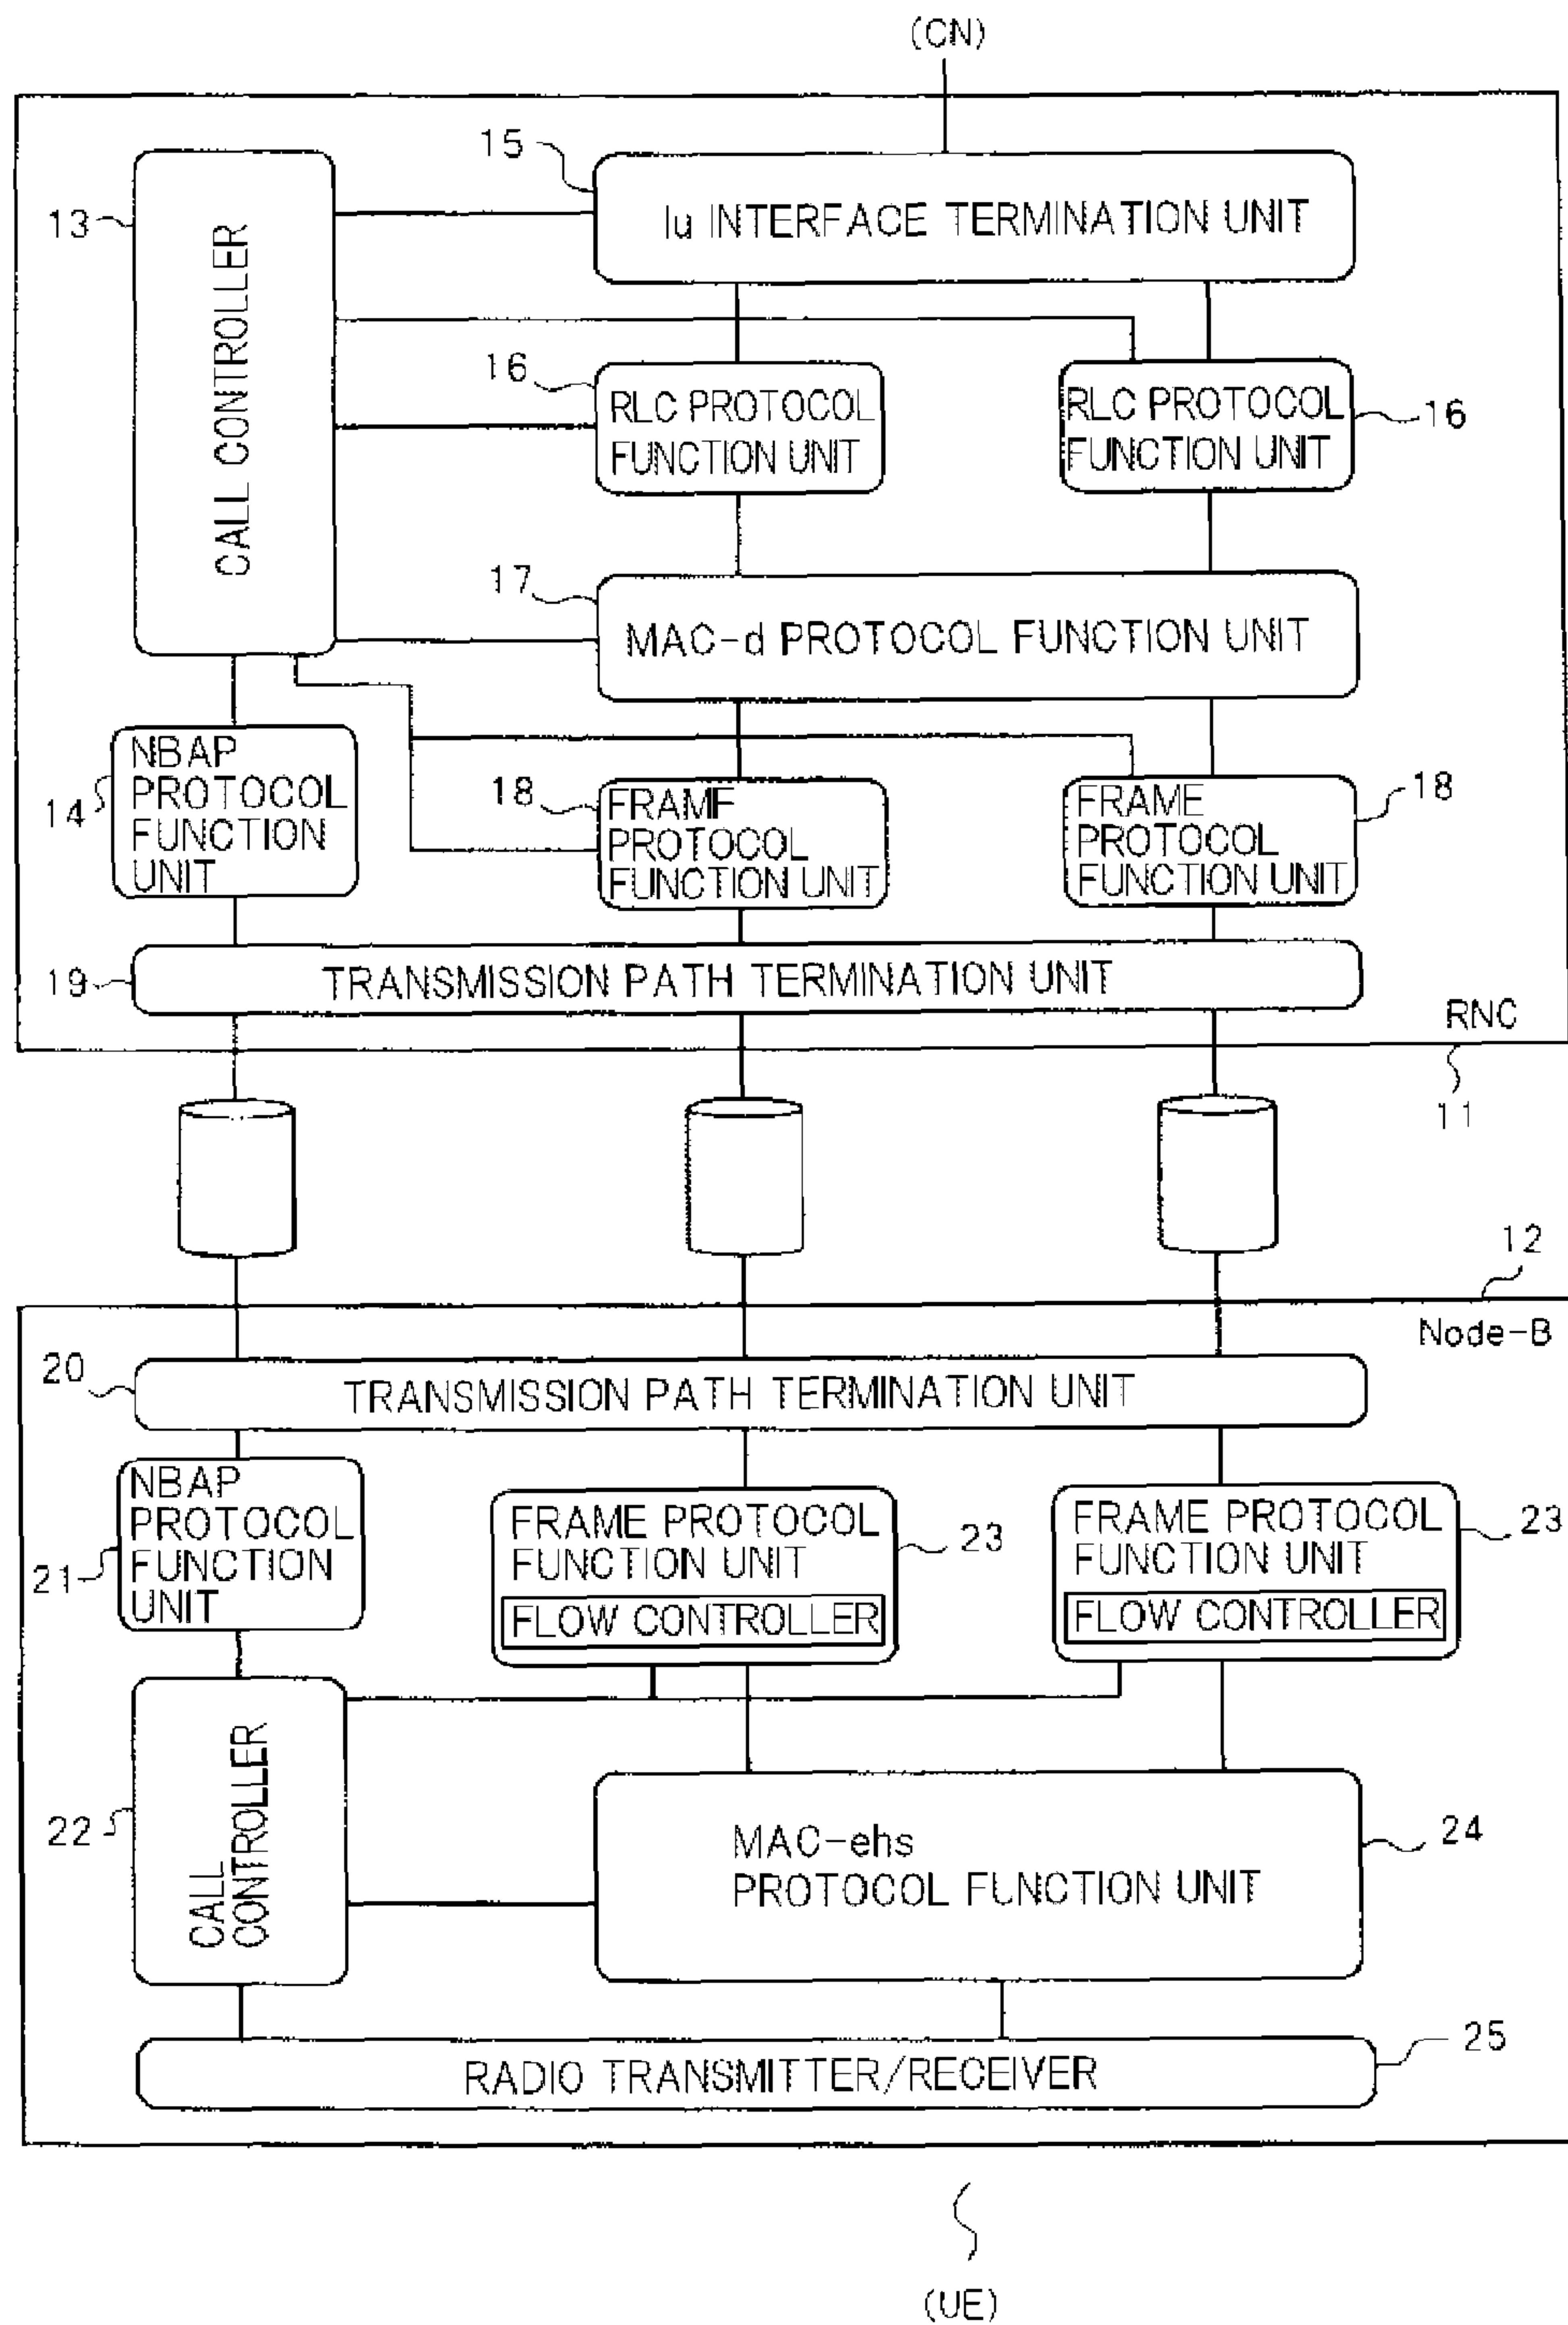 (CN)
15
Iu INTERFACE TERMINATION UNIT
13
CALL CONTROLLER
16
RLC PROTOCOL
FUNCTION UNIT
RLC PROTOCOL
FUNCTION UNIT
16
17
MAC-d PROTOCOL FUNCTION UNIT
14
NBAP
PROTOCOL
FUNCTION
UNIT
18
FRAME
PROTOCOL
FUNCTION UNIT
FRAME
PROTOCOL
FUNCTION UNIT
18
19
TRANSMISSION PATH TERMINATION UNIT
RNC
11
12
Node-B
20
TRANSMISSION PATH TERMINATION UNIT
21
NBAP
PROTOCOL
FUNCTION
UNIT
FRAME PROTOCOL
FUNCTION UNIT
FLOW CONTROLLER
23
FRAME PROTOCOL
FUNCTION UNIT
FLOW CONTROLLER
23
22
CALL
CONTROLLER
MAC-ehs
PROTOCOL FUNCTION UNIT
24
RADIO TRANSMITTER/RECEIVER
25
(UE)